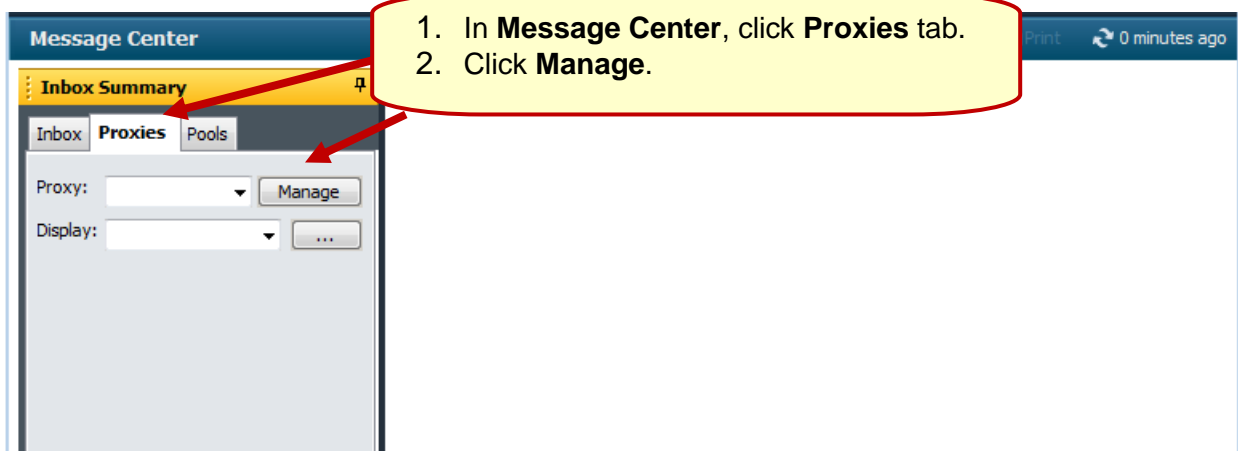 Message Center
1. In Message Center, click Proxies tab.
2. Click Manage.
Print
0 minutes ago
Inbox Summary
Inbox Proxies Pools
Proxy: Manage
Display: ...